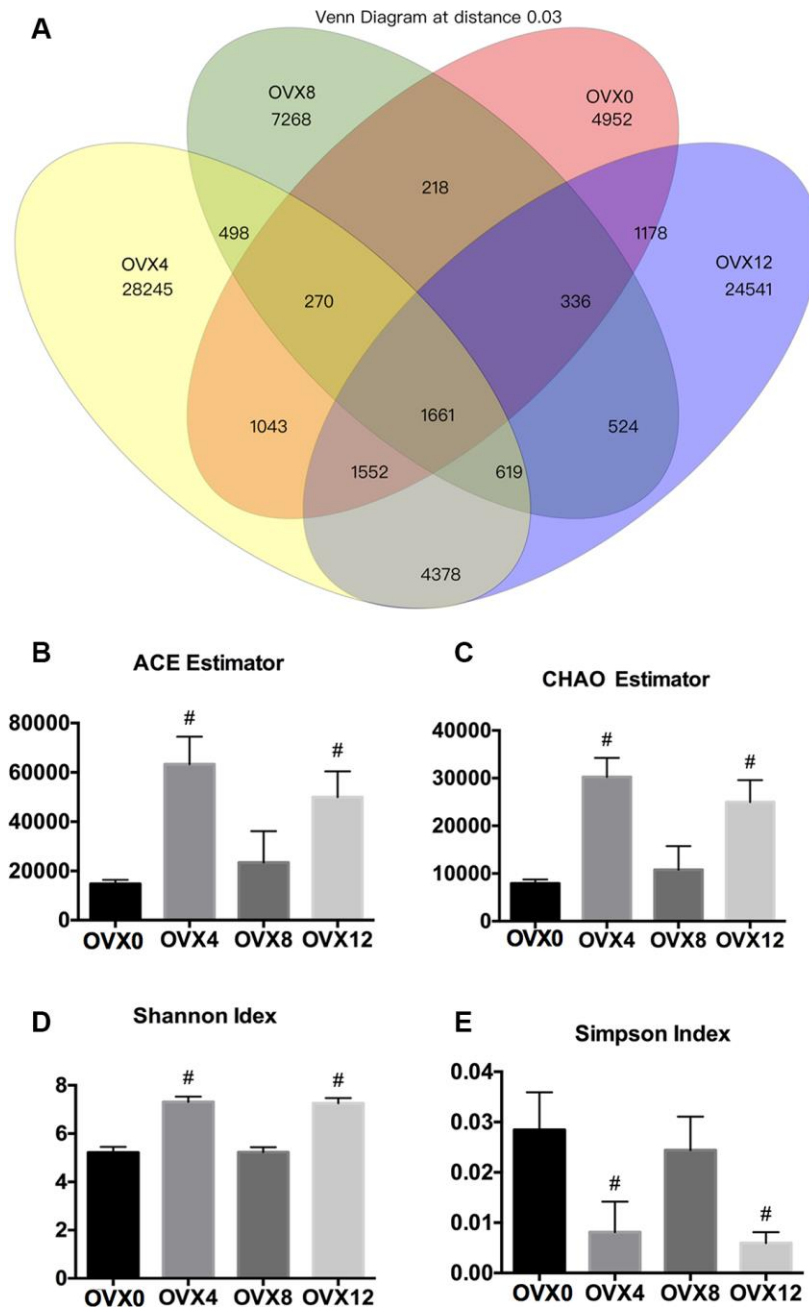 Venn Diagram at distance 0.03
A
OVX8
7268
OVX0
4952
218
498
1178
OVX4
28245
OVX12
24541
270
336
1043
1661
524
1552
619
4378
B
ACE Estimator
80000
60000
40000
20000
0
#
#
OVX0 OVX4 OVX8 OVX12
C
CHAO Estimator
40000
30000
20000
10000
0
#
#
OVX0 OVX4 OVX8 OVX12
D
Shannon Idex
8
6
4
2
0
#
#
OVX0 OVX4 OVX8 OVX12
E
Simpson Index
0.04
0.03
0.02
0.01
0.00
#
#
OVX0 OVX4 OVX8 OVX12